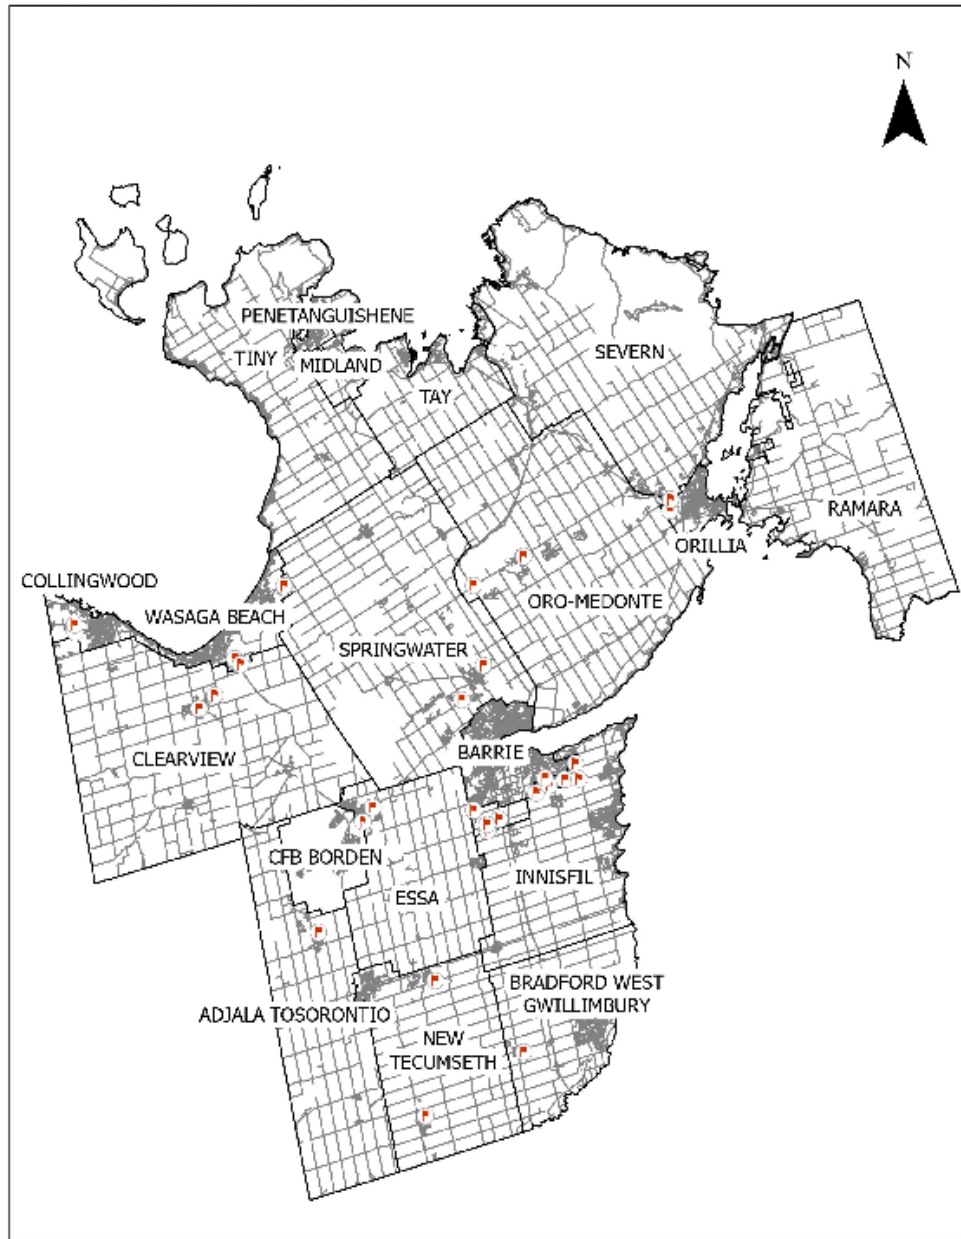 N
PENETANGUISHENE
TINY
MIDLAND
TAY
SEVERN
RAMARA
ORILLIA
COLLINGWOOD
WASAGA BEACH
ORO-MEDONTE
SPRINGWATER
CLEARVIEW
BARRIE
CFB BORDEN
ESSA
INNISFIL
ADJALA TOSORONTIO
BRADFORD WEST
GWILLIMBURY
NEW
TECUMSETH